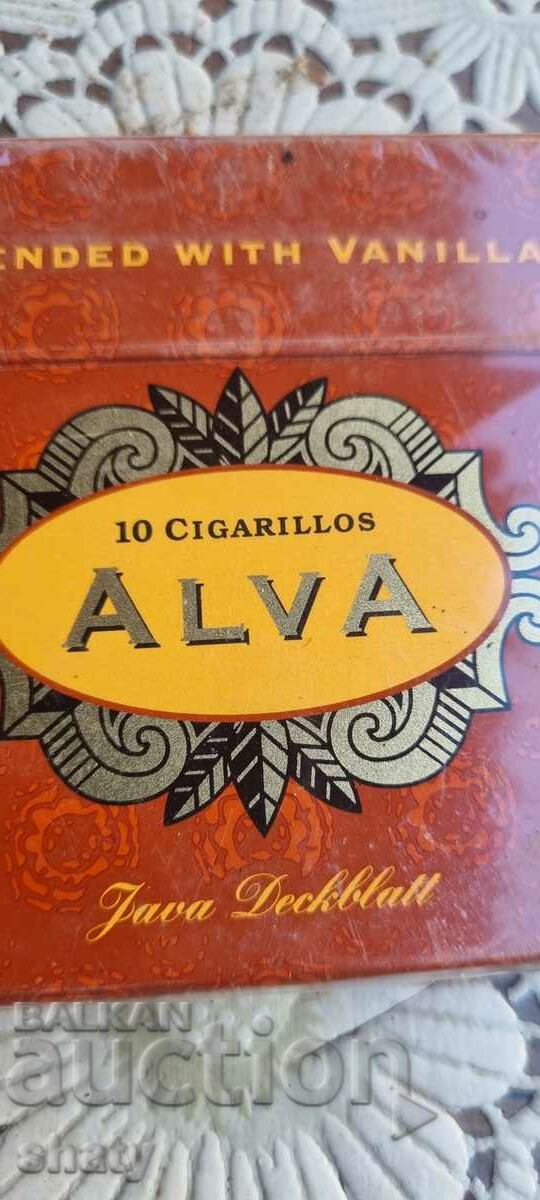 ENDED WITH VANILLA
10 CIGARILLOS
ALVA
Java Deckblatt
BALKAN
auction
shaty